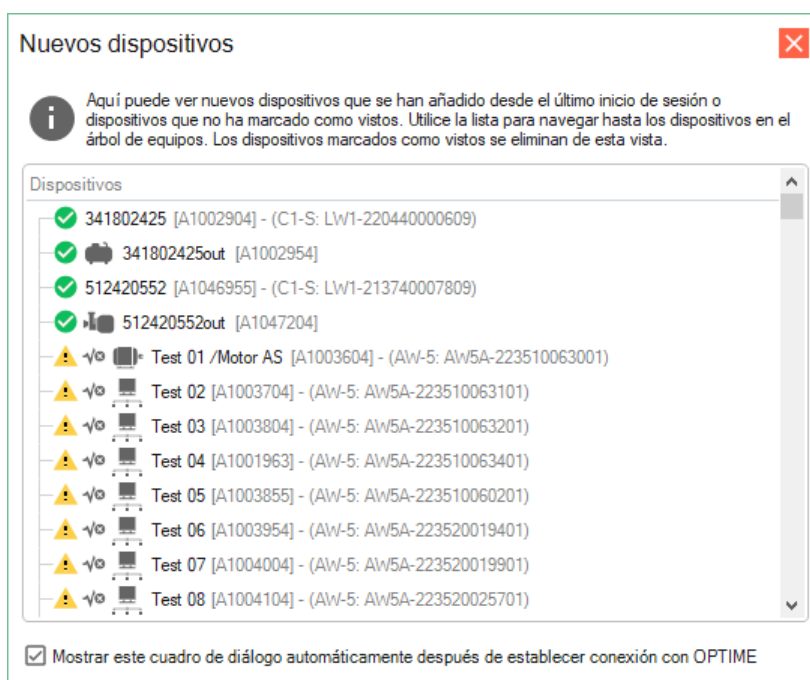 Nuevos dispositivos
Aquí puede ver nuevos dispositivos que se han añadido desde el último inicio de sesión o
dispositivos que no ha marcado como vistos. Utilice la lista para navegar hasta los dispositivos en el
árbol de equipos. Los dispositivos marcados como vistos se eliminan de esta vista.
Dispositivos
341802425 [A1002904] - (C1-S: LW1-220440000609)
341802425out [A1002954]
512420552 [A1046955] - (C1-S: LW1-213740007809)
512420552out [A1047204]
Test 01 /Motor AS [A1003604] - (AW-5: AW5A-223510063001)
Test 02 [A1003704] - (AW-5: AW5A-223510063101)
Test 03 [A1003804] - (AW-5: AW5A-223510063201)
Test 04 [A1001963] - (AW-5: AW5A-223510063401)
Test 05 [A1003855] - (AW-5: AW5A-223510060201)
Test 06 [A1003954] - (AW-5: AW5A-223520019401)
Test 07 [A1004004] - (AW-5: AW5A-223520019901)
Test 08 [A1004104] - (AW-5: AW5A-223520025701)
Mostrar este cuadro de diálogo automáticamente después de establecer conexión con OPTIME